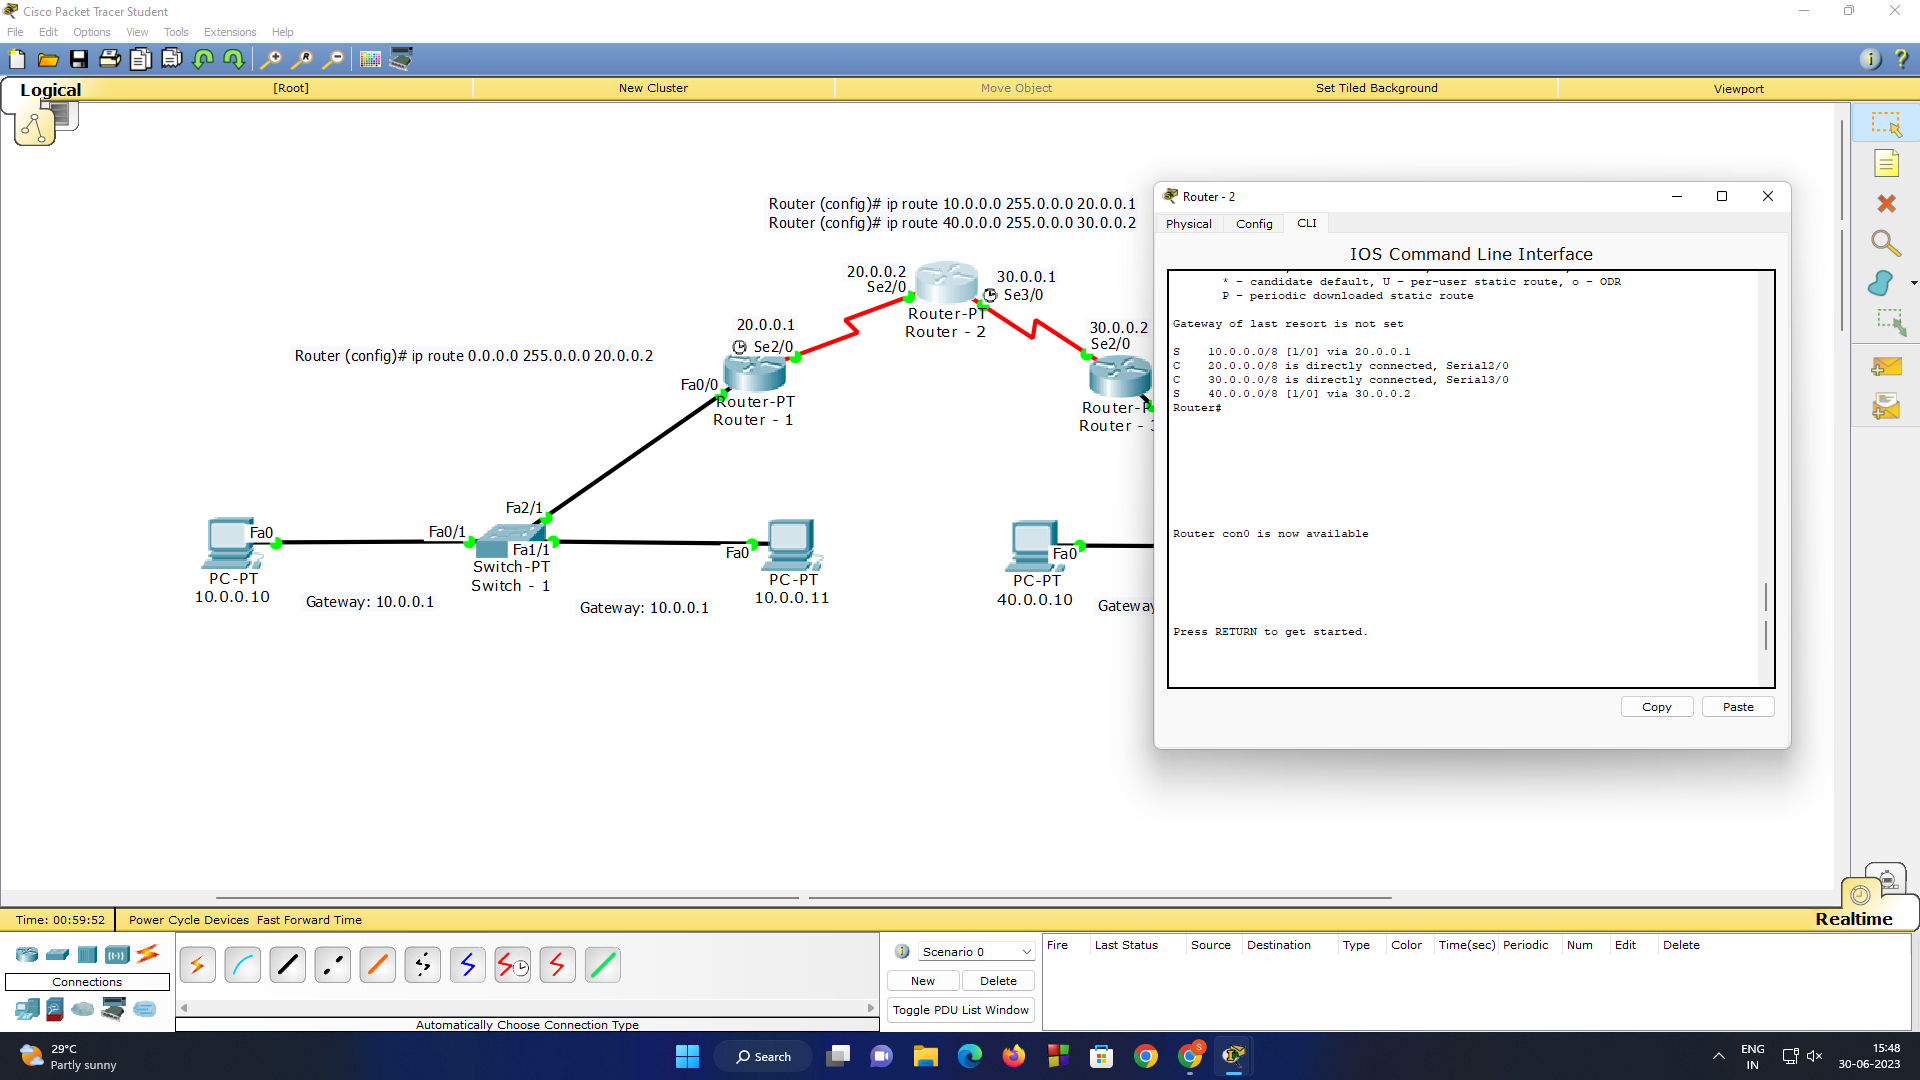 Cisco Packet Tracer Student
File Edit Options View Tools Extensions Help
Logical
[Root]
New Cluster
Move Object
Set Tiled Background
Viewport
Router (config)# ip route 10.0.0.0 255.0.0.0 20.0.0.1
Router (config)# ip route 40.0.0.0 255.0.0.0 30.0.0.2
20.0.0.2
Se2/0
30.0.0.1
Se3/0
Router-PT
Router - 2
20.0.0.1
Se2/0
30.0.0.2
Se2/0
Router (config)# ip route 0.0.0.0 255.0.0.0 20.0.0.2
Fa0/0
Router-PT
Router - 1
Router-P
Router -
Fa2/1
Fa0
Fa0/1
Fa1/1
Fa0
Fa0
PC-PT
10.0.0.10
Switch-PT
Switch - 1
PC-PT
10.0.0.11
PC-PT
40.0.0.10
Gateway: 10.0.0.1
Gateway: 10.0.0.1
Gateway
Router - 2
Physical Config CLI
IOS Command Line Interface
* - candidate default, U - per-user static route, o - ODR
P - periodic downloaded static route
Gateway of last resort is not set
S 10.0.0.0/8 [1/0] via 20.0.0.1
C 20.0.0.0/8 is directly connected, Serial2/0
C 30.0.0.0/8 is directly connected, Serial3/0
S 40.0.0.0/8 [1/0] via 30.0.0.2
Router#
Router con0 is now available
Press RETURN to get started.
Copy Paste
Time: 00:59:52 Power Cycle Devices Fast Forward Time
Realtime
Connections
Automatically Choose Connection Type
Scenario 0
New Delete
Toggle PDU List Window
Fire Last Status Source Destination Type Color Time(sec) Periodic Num Edit Delete
29°C
Partly sunny
Search
S
ENG
IN
15:48
30-06-2023